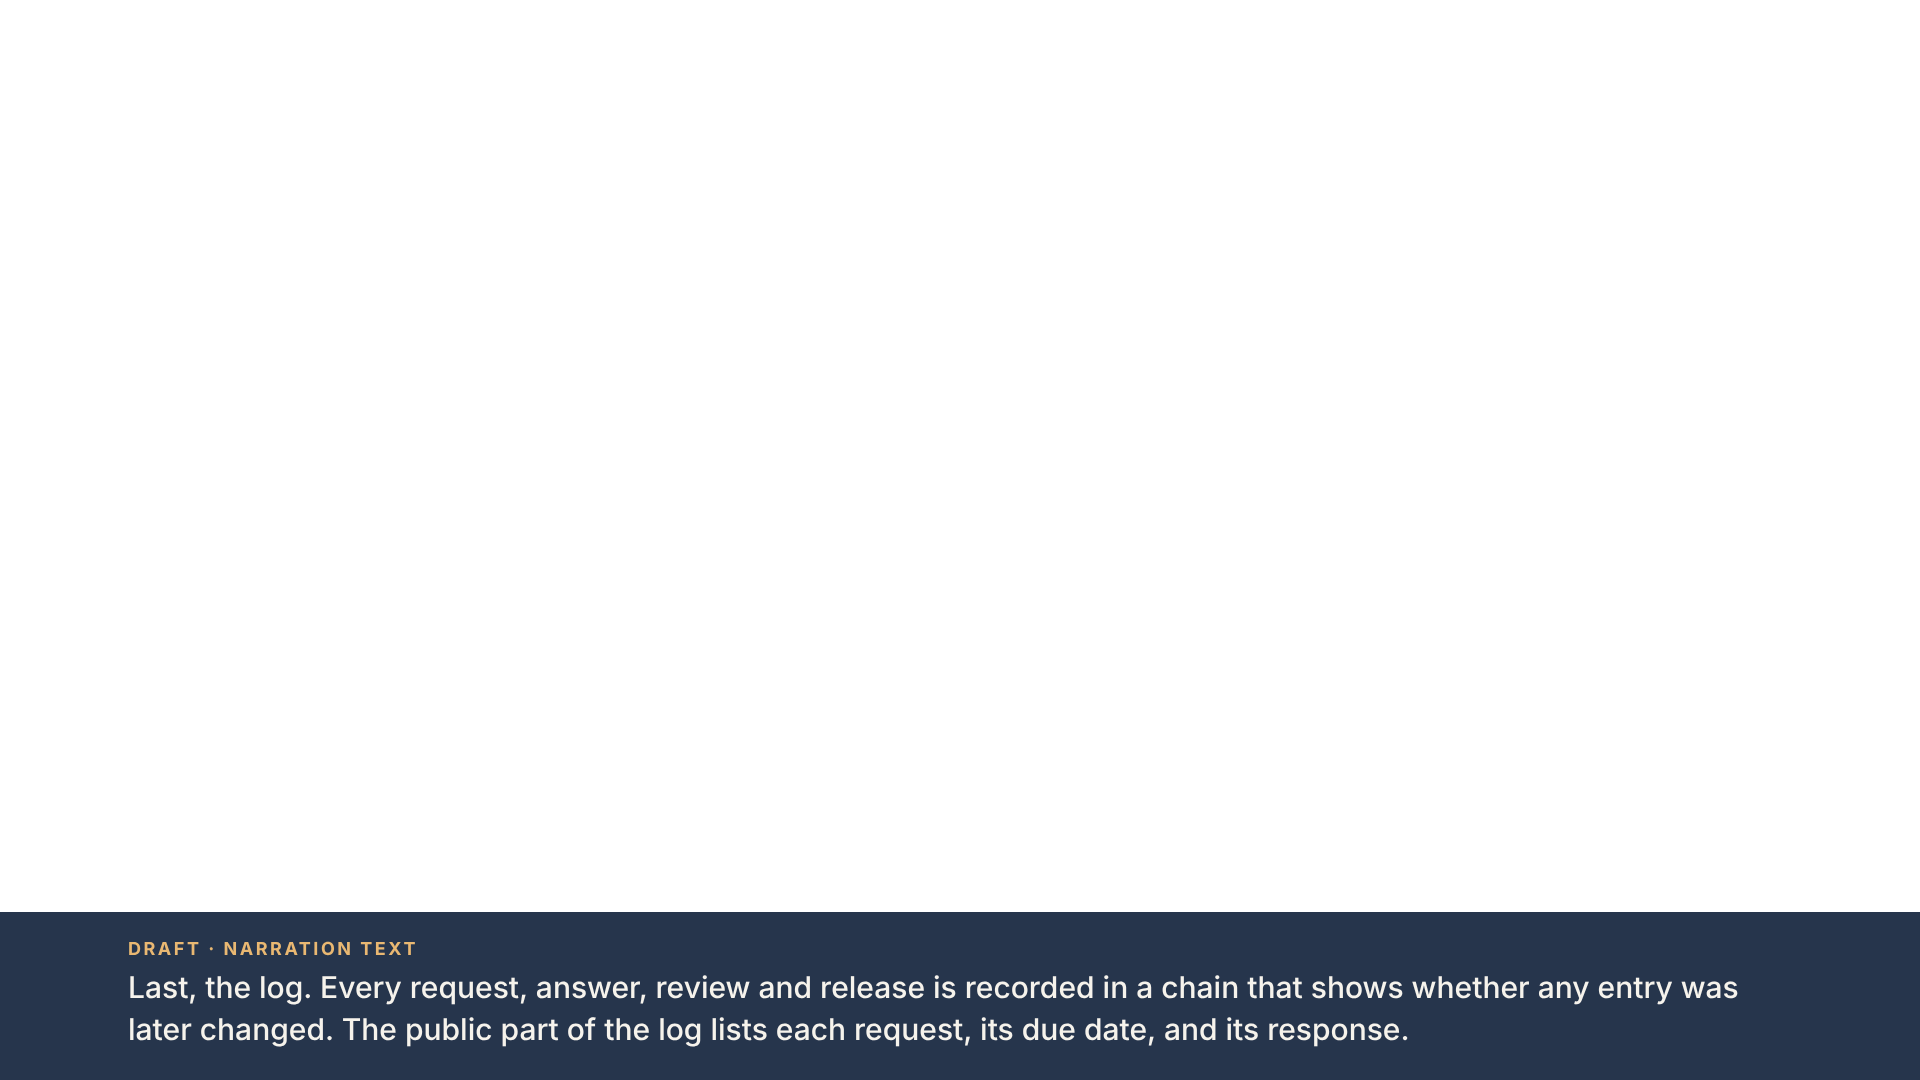 DRAFT · NARRATION TEXT
Last, the log. Every request, answer, review and release is recorded in a chain that shows whether any entry was
later changed. The public part of the log lists each request, its due date, and its response.